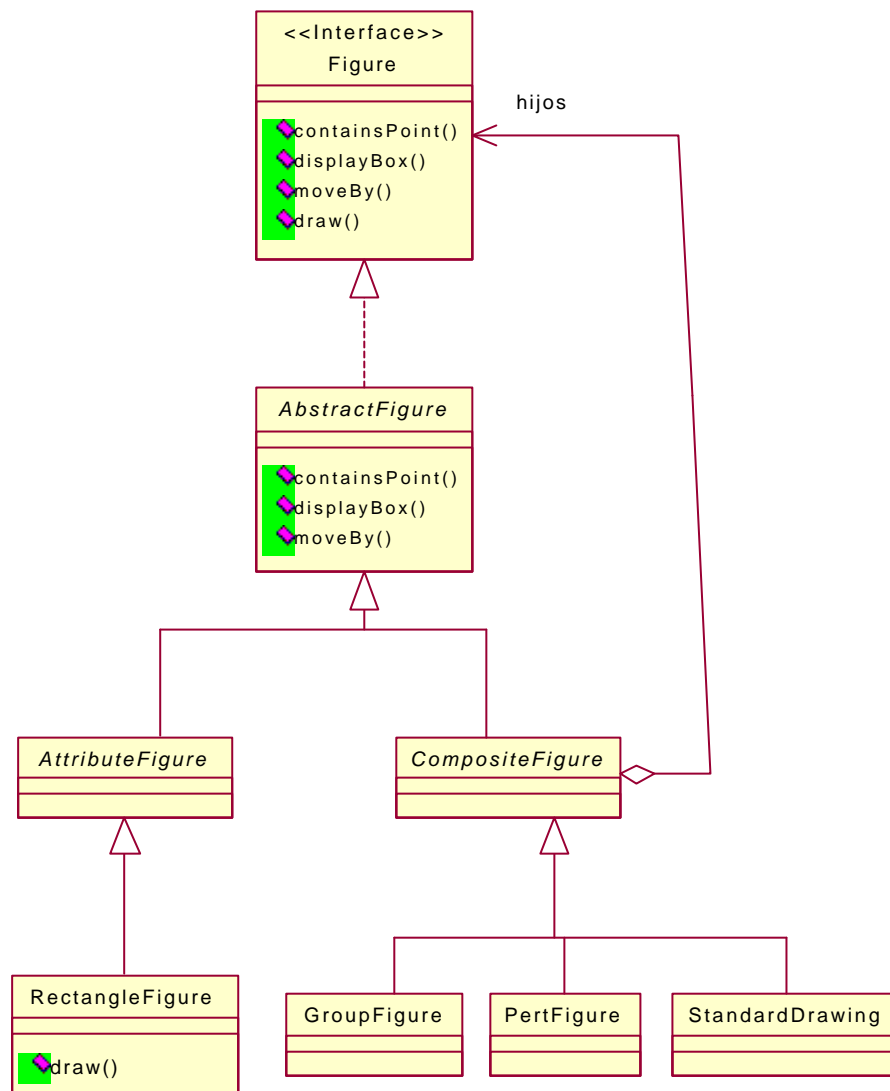 <<Interface>>
Figure
containsPoint()
displayBox()
moveBy()
draw()
hijos
AbstractFigure
containsPoint()
displayBox()
moveBy()
AttributeFigure
CompositeFigure
RectangleFigure
draw()
GroupFigure
PertFigure
StandardDrawing